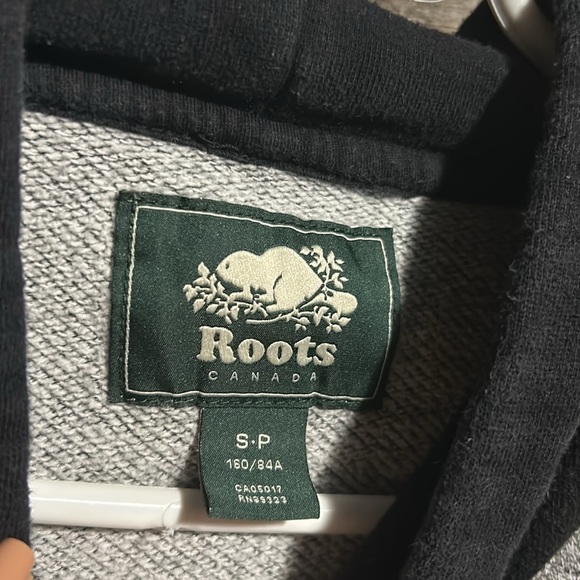 Roots
CANADA
S·P
160/84A
CA05017
RN99323